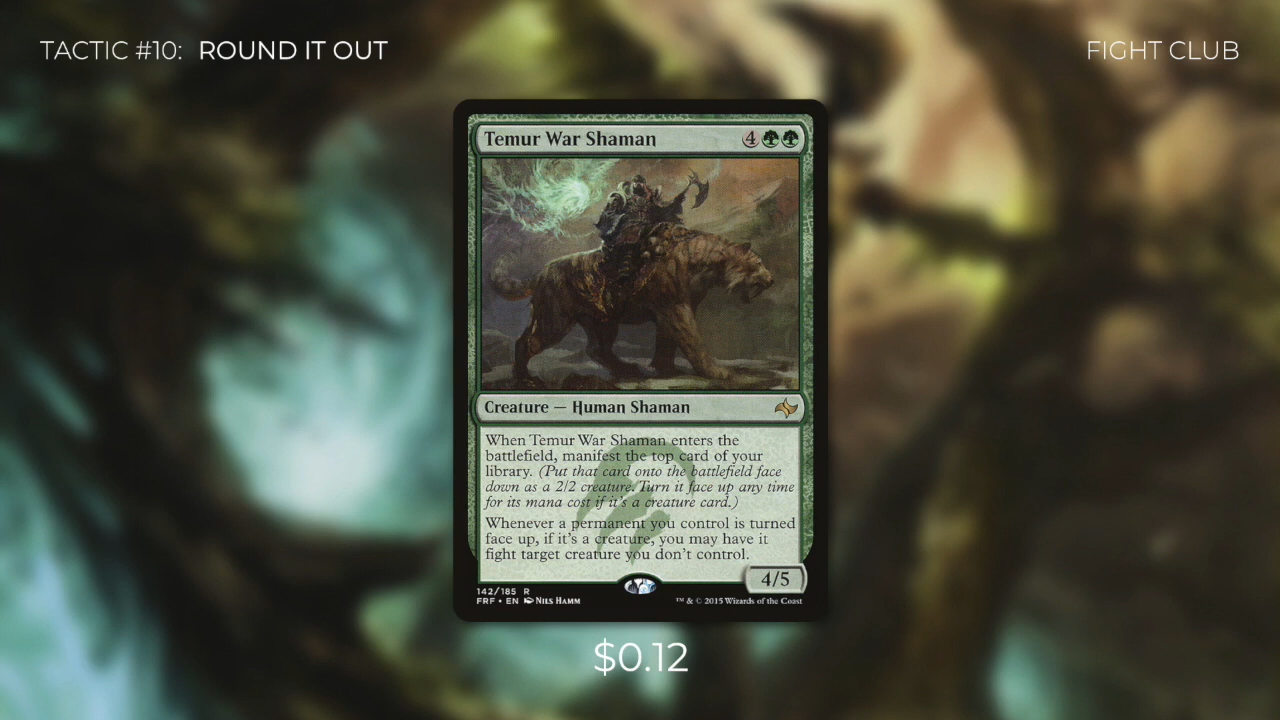 TACTIC #10: ROUND IT OUT
FIGHT CLUB
Temur War Shaman
4
Creature — Human Shaman
When Temur War Shaman enters the
battlefield, manifest the top card of your
library. (Put that card onto the battlefield face
down as a 2/2 creature. Turn it face up any time
for its mana cost if it's a creature card.)
Whenever a permanent you control is turned
face up, if it's a creature, you may have it
fight target creature you don't control.
4/5
142/185 R
FRF • EN NILS HAMM
™ & © 2015 Wizards of the Coast
$0.12